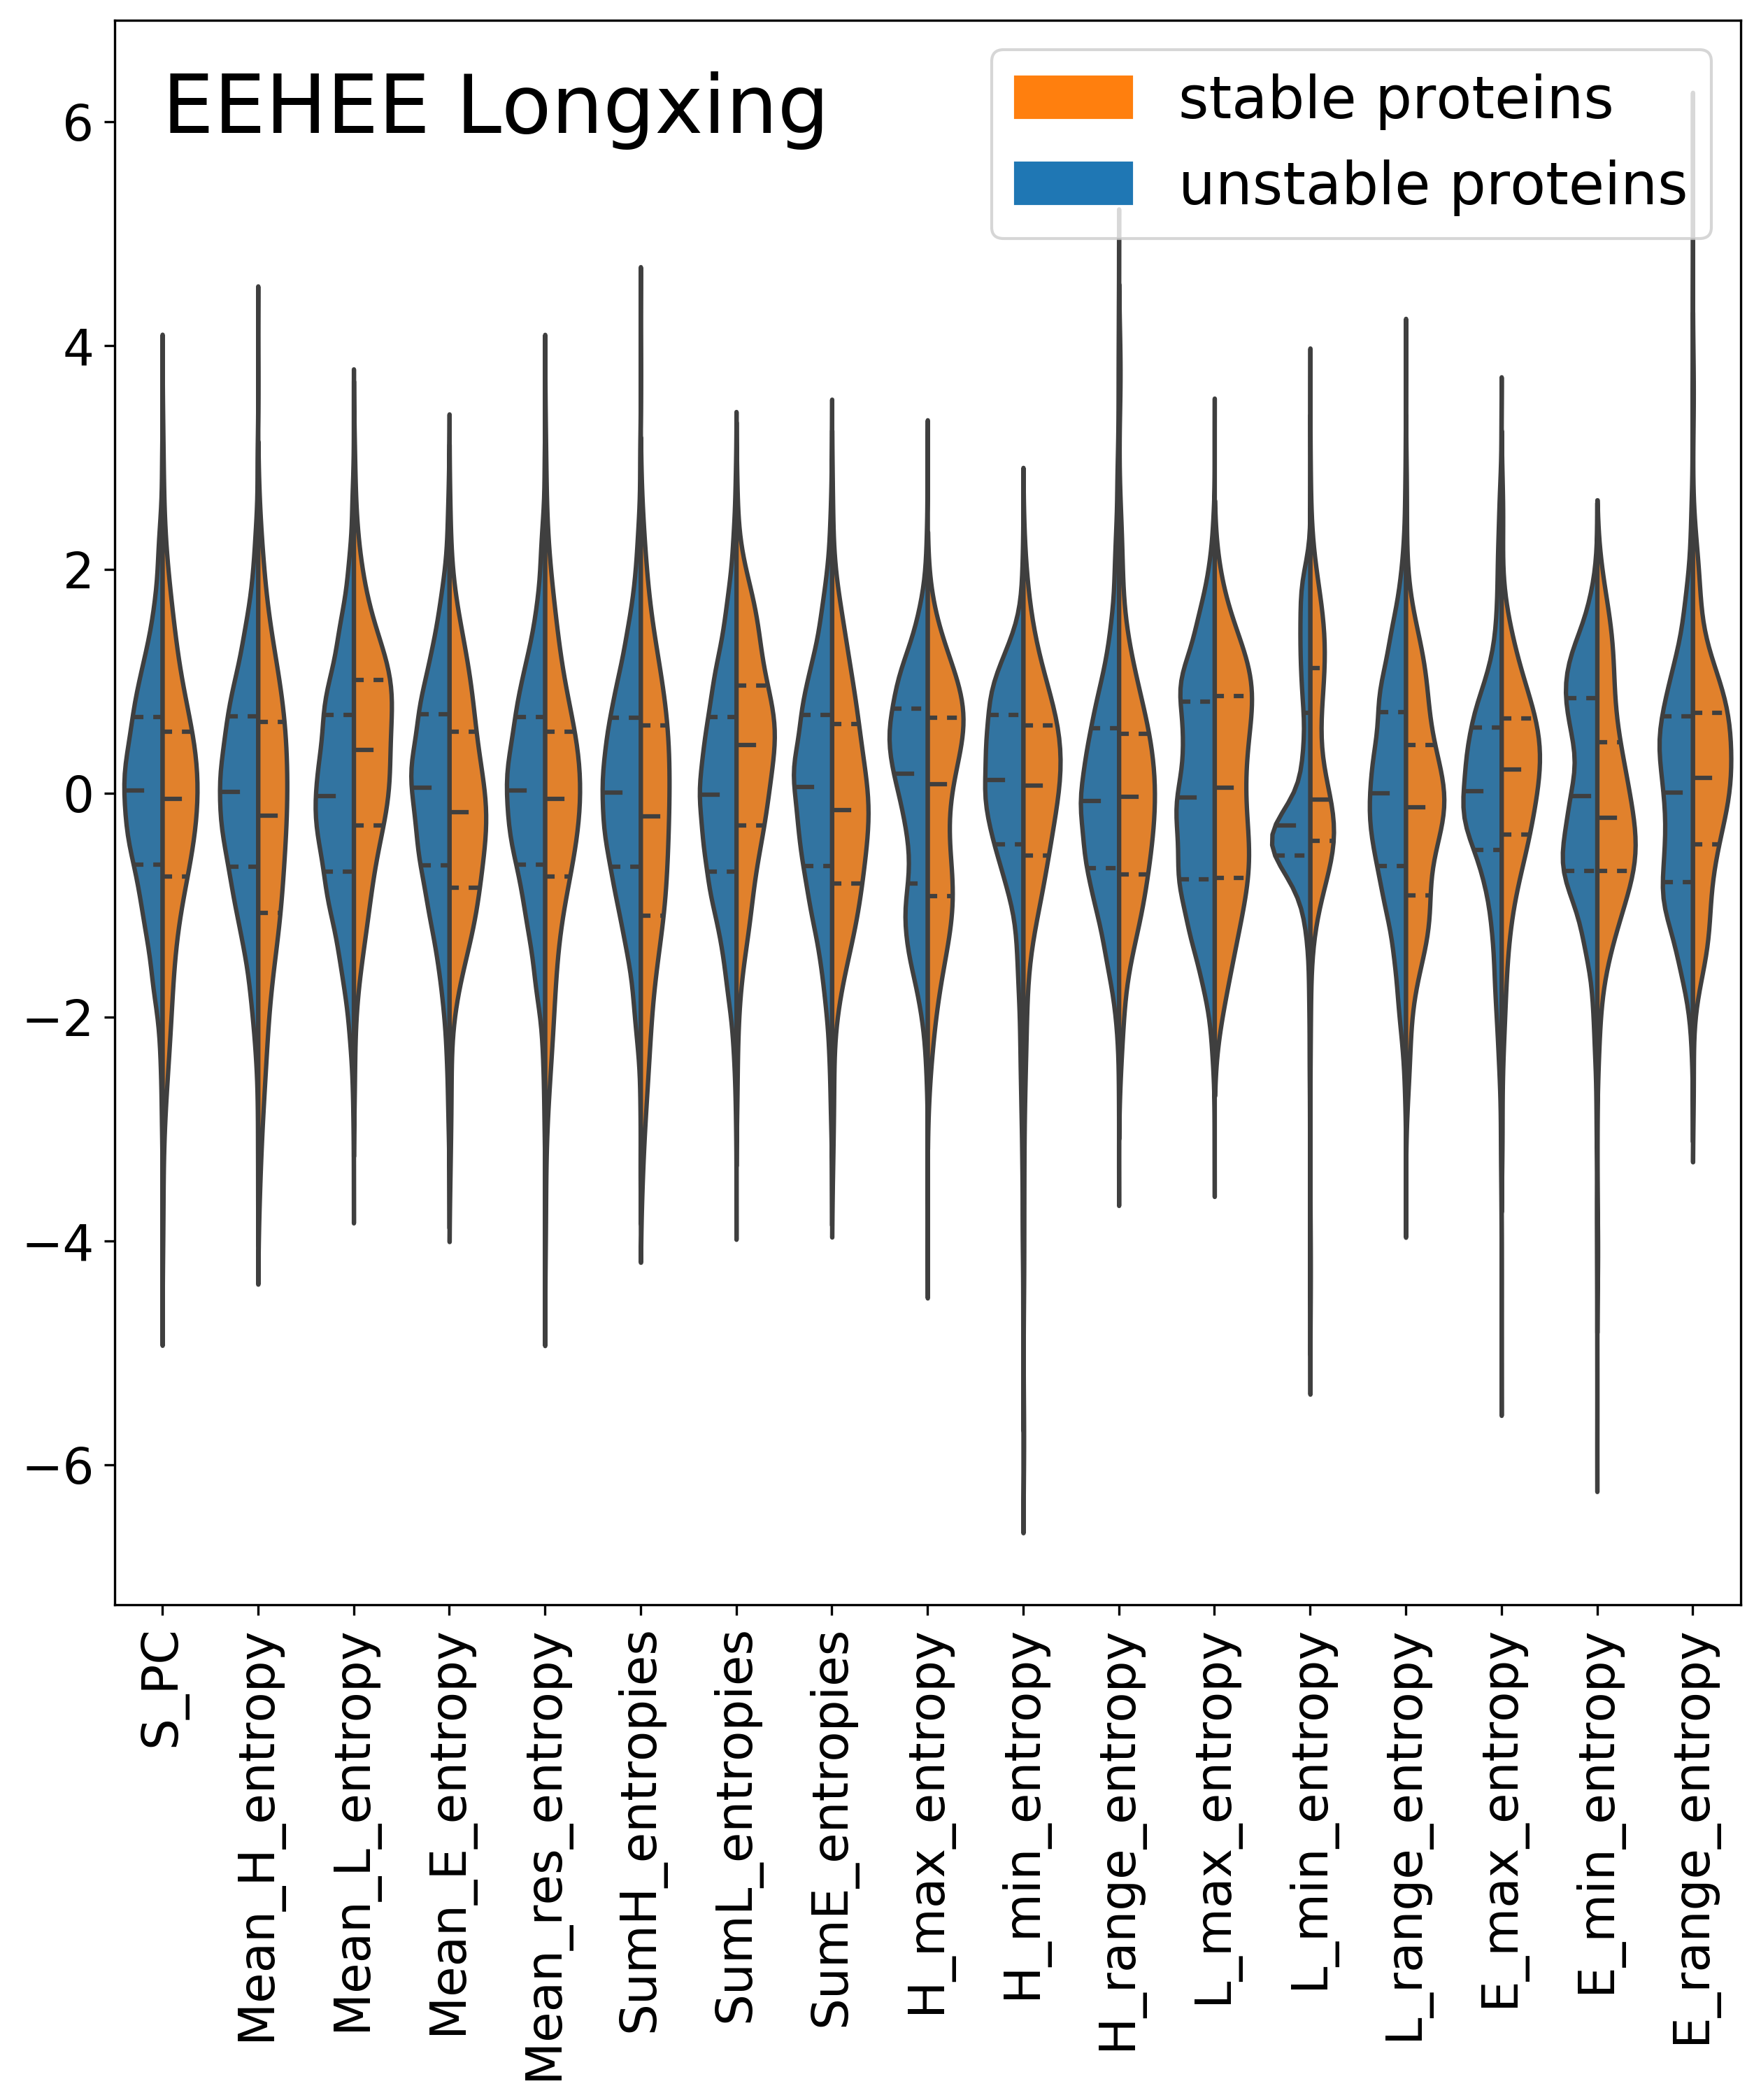 EEHEE Longxing
stable proteins
unstable proteins
6
4
2
0
−2
−4
−6
S_PC
Mean_H_entropy
Mean_L_entropy
Mean_E_entropy
Mean_res_entropy
SumH_entropies
SumL_entropies
SumE_entropies
H_max_entropy
H_min_entropy
H_range_entropy
L_max_entropy
L_min_entropy
L_range_entropy
E_max_entropy
E_min_entropy
E_range_entropy